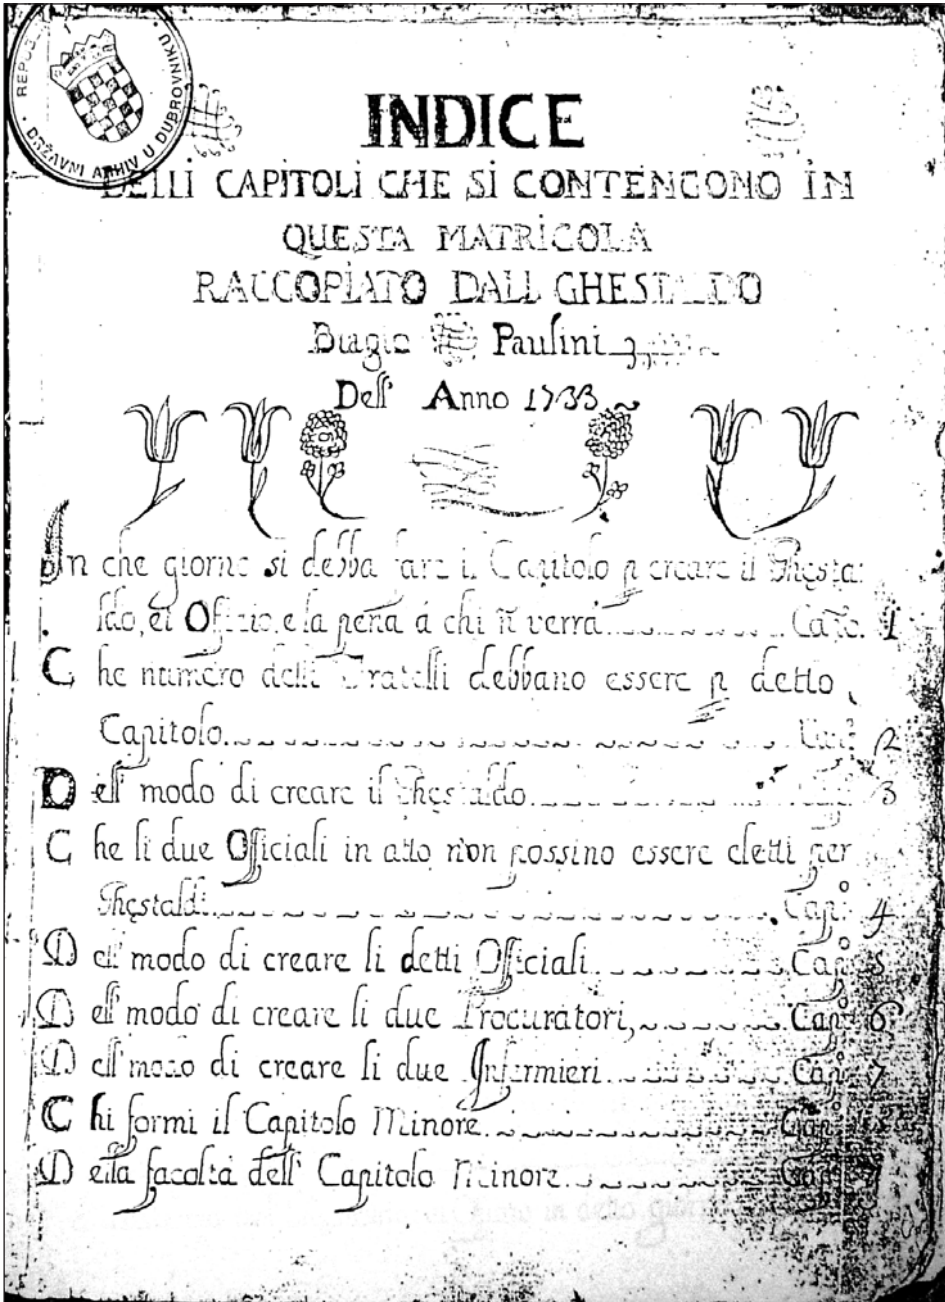 REPUB
DRŽAVNI ARHIV U DUBROVNIKU
INDICE
DELLI CAPITOLI CHE SI CONTENGONO IN
QUESTA MATRICOLA
RACCOPIATO DALL GHESTALDO
Biagio Paulini
Dell' Anno 1733
In che giorno si debba fare il Capitolo p creare il Ghesta:
ldo, et Offizio, e la pena à chi ñ verrà Capo. 1
Che numero delli Fratelli debbano essere p detto
Capitolo 2
Dell' modo di creare il Ghestaldo 3
Che li due Officiali in atto non possino essere eletti per
Ghestaldi Capo: 4
Dell' modo di creare li detti Officiali Capo 5
Dell' modo di creare li due Procuratori, Capo: 6
Dell' modo di creare li due Infermieri Capo: 7
Chi formi il Capitolo Minore Capo:
Della facoltà dell' Capitolo Minore Capo: